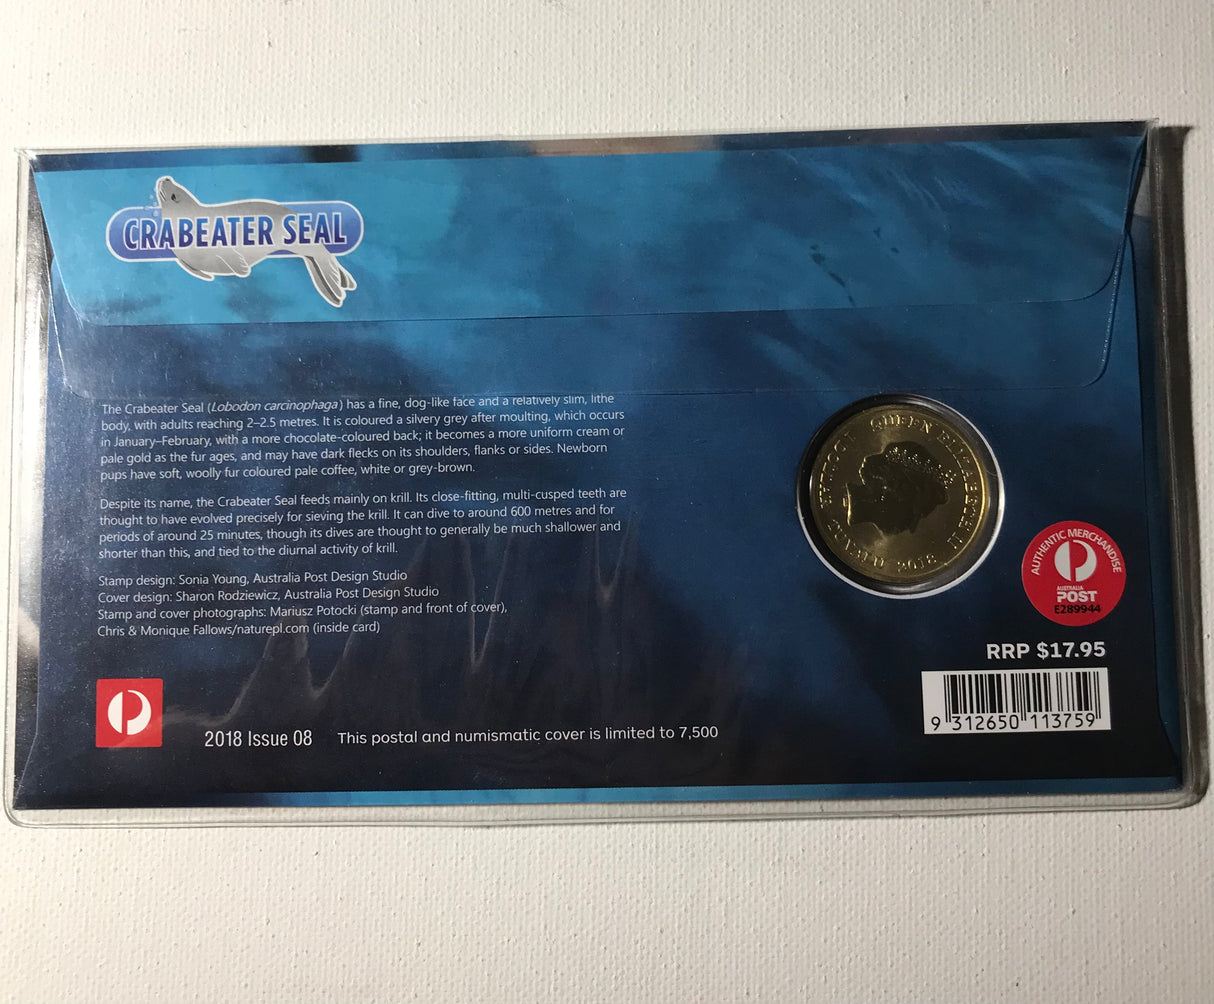 CRABEATER SEAL
The Crabeater Seal (Lobodon carcinophaga) has a fine, dog-like face and a relatively slim, lithe
body, with adults reaching 2–2.5 metres. It is coloured a silvery grey after moulting, which occurs
in January–February, with a more chocolate-coloured back; it becomes a more uniform cream or
pale gold as the fur ages, and may have dark flecks on its shoulders, flanks or sides. Newborn
pups have soft, woolly fur coloured pale coffee, white or grey-brown.
Despite its name, the Crabeater Seal feeds mainly on krill. Its close-fitting, multi-cusped teeth are
thought to have evolved precisely for sieving the krill. It can dive to around 600 metres and for
periods of around 25 minutes, though its dives are thought to generally be much shallower and
shorter than this, and tied to the diurnal activity of krill.
Stamp design: Sonia Young, Australia Post Design Studio
Cover design: Sharon Rodziewicz, Australia Post Design Studio
Stamp and cover photographs: Mariusz Potocki (stamp and front of cover),
Chris & Monique Fallows/naturepl.com (inside card)
QUEEN ELIZABETH II
TUVALU 2018
AUTHENTIC MERCHANDISE
AUSTRALIA
POST
E289944
RRP $17.95
9 312650 113759
2018 Issue 08 This postal and numismatic cover is limited to 7,500